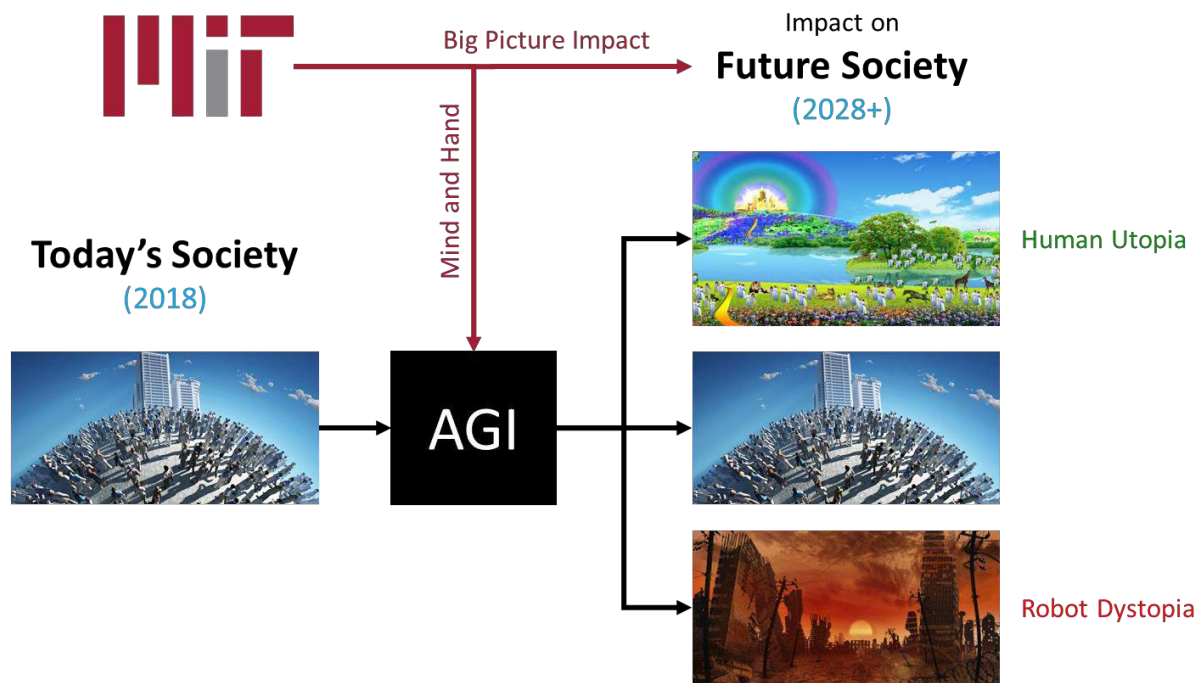 MIT
Big Picture Impact
Mind and Hand
Impact on
Future Society
(2028+)
Today's Society
(2018)
AGI
Human Utopia
Robot Dystopia